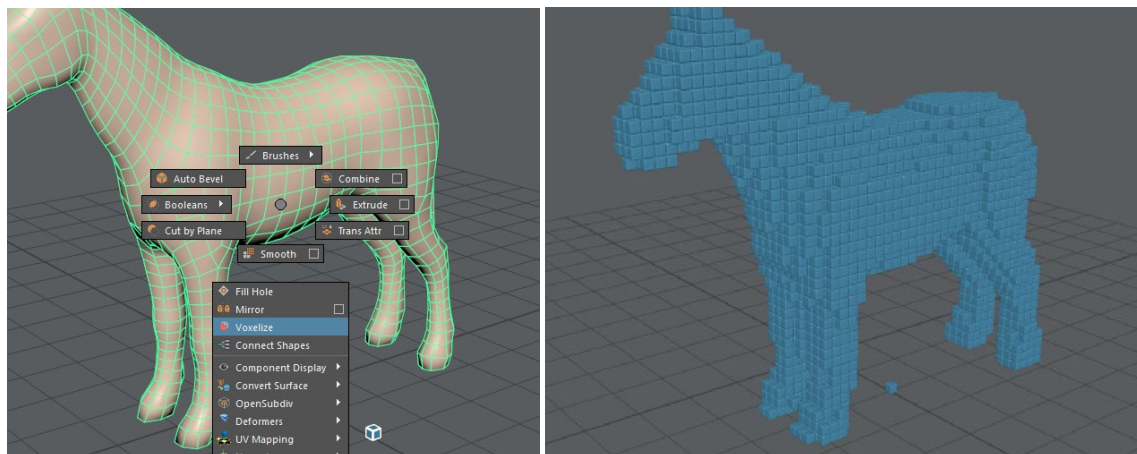 Brushes
Auto Bevel
Combine
Booleans
Extrude
Cut by Plane
Trans Attr
Smooth
Fill Hole
Mirror
Voxelize
Connect Shapes
Component Display
Convert Surface
OpenSubdiv
Deformers
UV Mapping